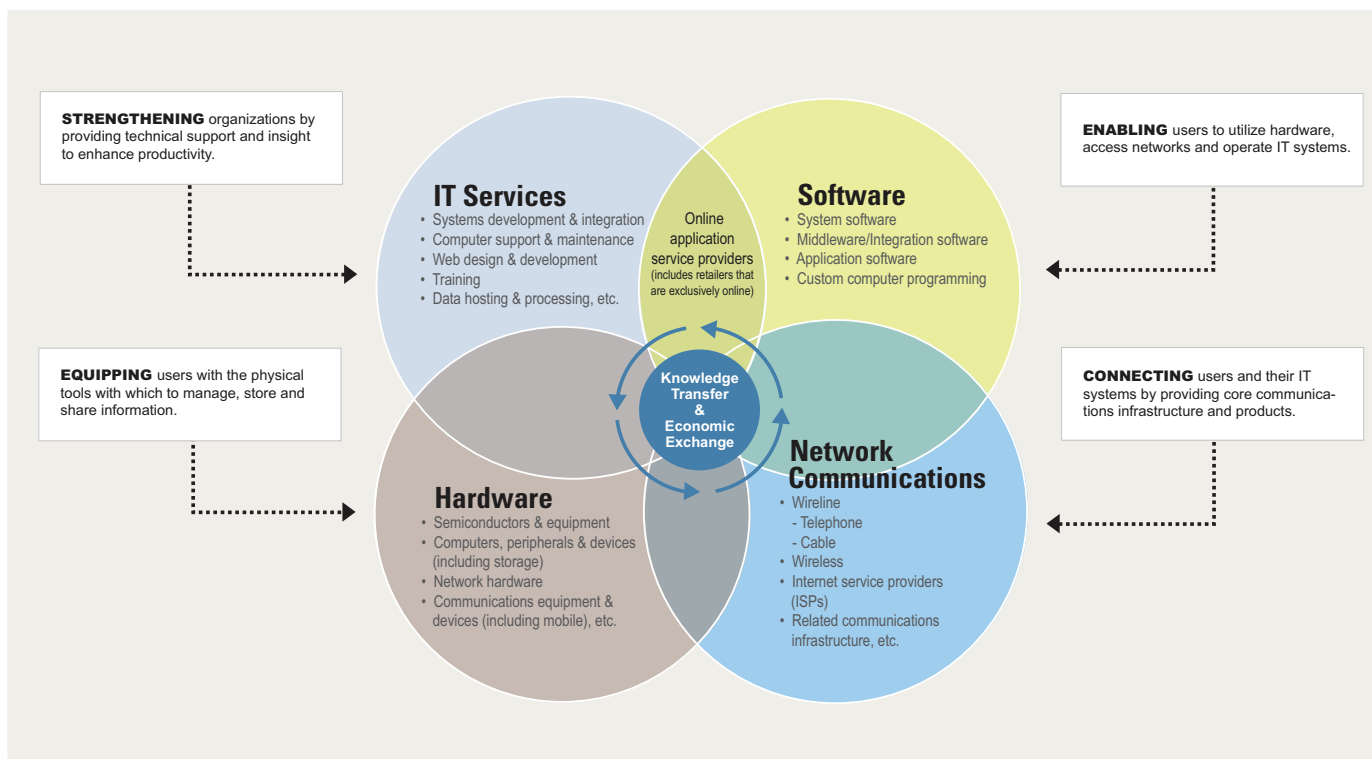 STRENGTHENING organizations by
providing technical support and insight
to enhance productivity.
ENABLING users to utilize hardware,
access networks and operate IT systems.
IT Services
• Systems development & integration
• Computer support & maintenance
• Web design & development
• Training
• Data hosting & processing, etc.
Online
application
service providers
(includes retailers that
are exclusively online)
Software
• System software
• Middleware/Integration software
• Application software
• Custom computer programming
EQUIPPING users with the physical
tools with which to manage, store and
share information.
Knowledge
Transfer
&
Economic
Exchange
CONNECTING users and their IT
systems by providing core communica-
tions infrastructure and products.
Hardware
• Semiconductors & equipment
• Computers, peripherals & devices
(including storage)
• Network hardware
• Communications equipment &
devices (including mobile), etc.
Network
Communications
• Wireline
- Telephone
- Cable
• Wireless
• Internet service providers
(ISPs)
• Related communications
infrastructure, etc.